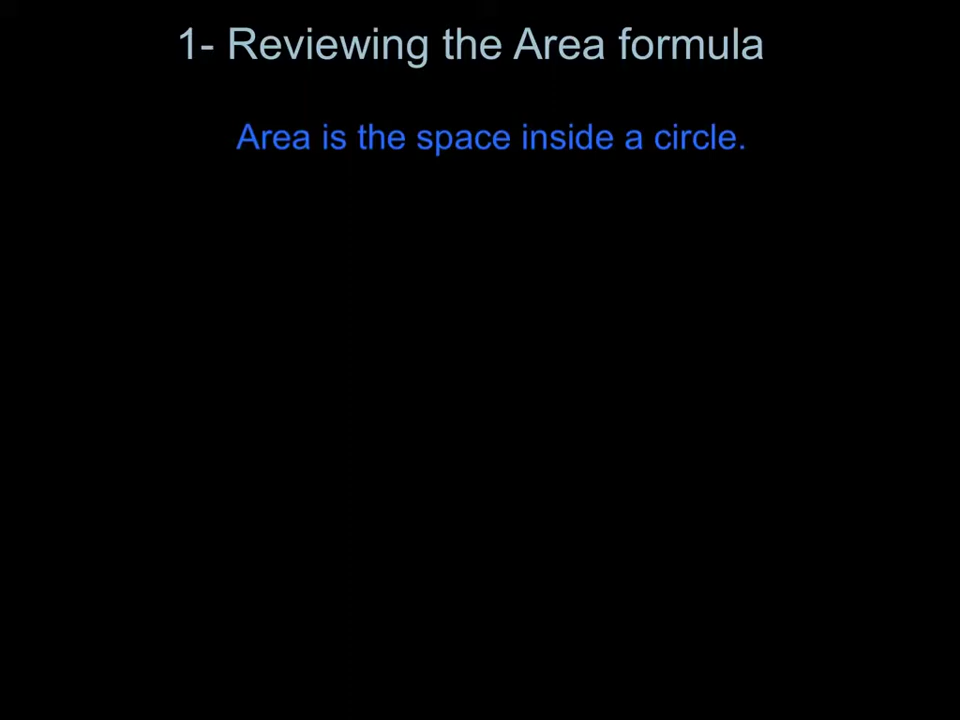 1- Reviewing the Area formula
Area is the space inside a circle.